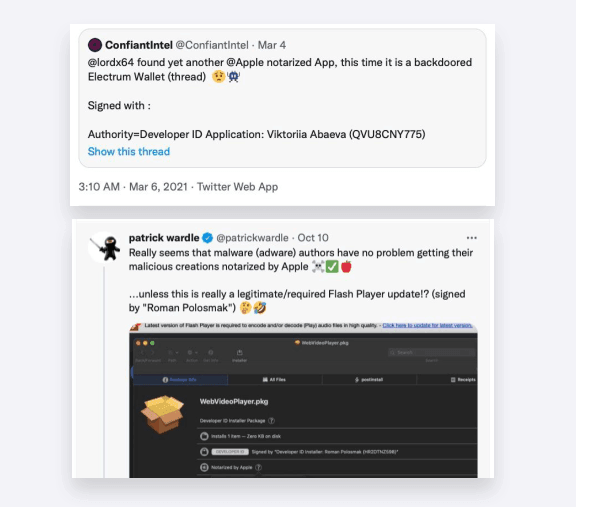 ConfiantIntel @ConfiantIntel · Mar 4
@lordx64 found yet another @Apple notarized App, this time it is a backdoored
Electrum Wallet (thread) 😟👾
Signed with :
Authority=Developer ID Application: Viktoriia Abaeva (QVU8CNY775)
Show this thread
3:10 AM · Mar 6, 2021 · Twitter Web App
patrick wardle @patrickwardle · Oct 10
Really seems that malware (adware) authors have no problem getting their
malicious creations notarized by Apple ☠️✅🍎
...unless this is really a legitimate/required Flash Player update!? (signed
by "Roman Polosmak") 🤔🤣
Latest version of Flash Player is required to encode and/or decode (Play) audio files in high quality. - Click here to update for latest version.
WebVideoPlayer.pkg
Search
All Files
postinstall
Receipts
WebVideoPlayer.pkg
Developer ID Installer Package ?
Installs 1 item — Zero KB on disk
DEVELOPER ID Signed by "Developer ID Installer: Roman Polosmak
Notarized by Apple ?